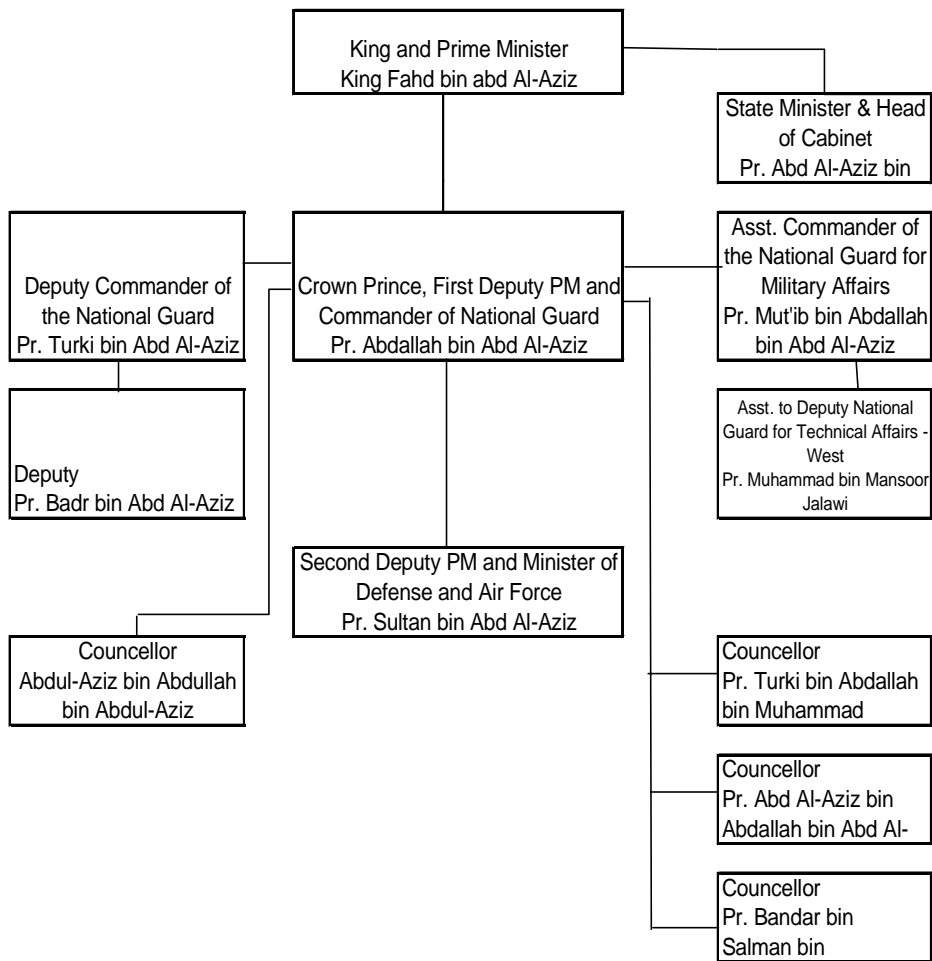 King and Prime Minister
King Fahd bin abd Al-Aziz
State Minister & Head
of Cabinet
Pr. Abd Al-Aziz bin
Deputy Commander of
the National Guard
Pr. Turki bin Abd Al-Aziz
Crown Prince, First Deputy PM and
Commander of National Guard
Pr. Abdallah bin Abd Al-Aziz
Asst. Commander of
the National Guard for
Military Affairs
Pr. Mut'ib bin Abdallah
bin Abd Al-Aziz
Deputy
Pr. Badr bin Abd Al-Aziz
Asst. to Deputy National
Guard for Technical Affairs -
West
Pr. Muhammad bin Mansoor
Jalawi
Second Deputy PM and Minister of
Defense and Air Force
Pr. Sultan bin Abd Al-Aziz
Councellor
Abdul-Aziz bin Abdullah
bin Abdul-Aziz
Councellor
Pr. Turki bin Abdallah
bin Muhammad
Councellor
Pr. Abd Al-Aziz bin
Abdallah bin Abd Al-
Councellor
Pr. Bandar bin
Salman bin